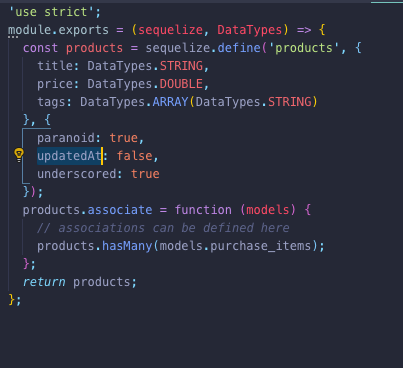 'use strict';
module.exports = (sequelize, DataTypes) => {
  const products = sequelize.define('products', {
    title: DataTypes.STRING,
    price: DataTypes.DOUBLE,
    tags: DataTypes.ARRAY(DataTypes.STRING)
  }, {
    paranoid: true,
    updatedAt: false,
    underscored: true
  });
  products.associate = function (models) {
    // associations can be defined here
    products.hasMany(models.purchase_items);
  };
  return products;
};